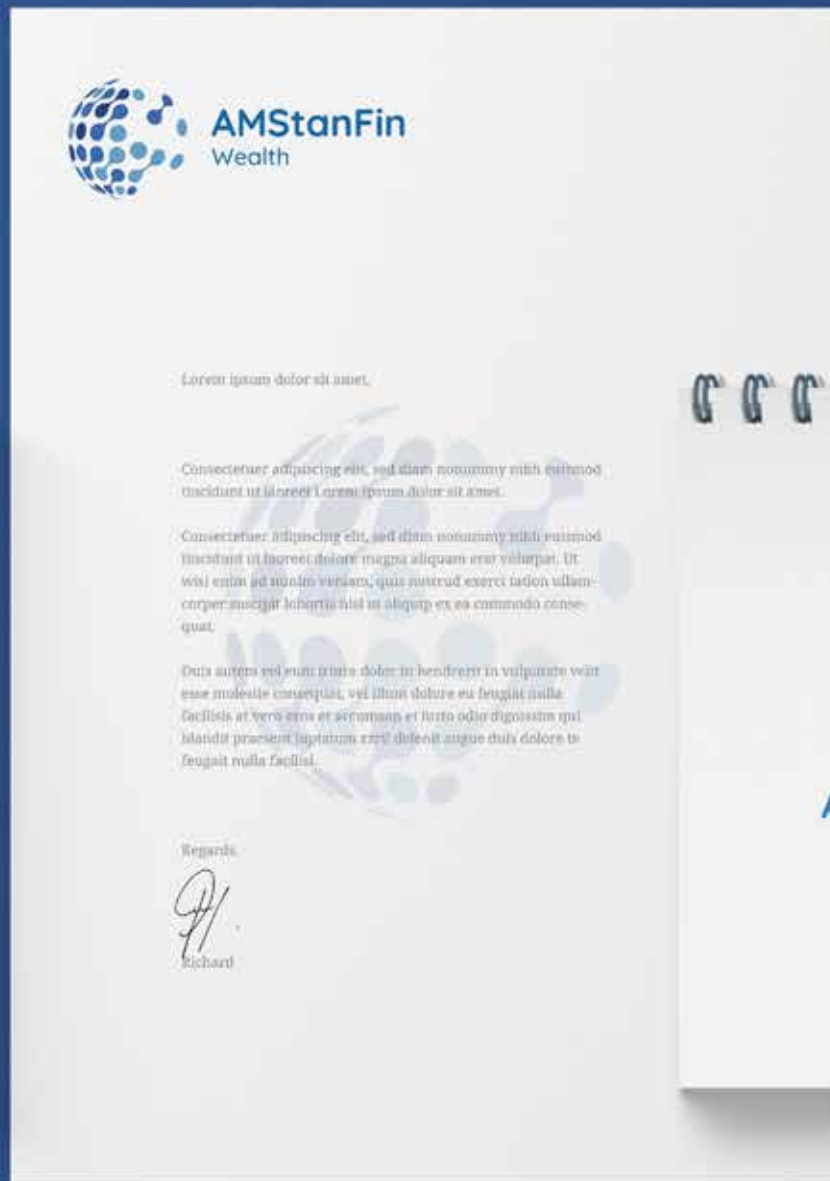 AMStanFin
Wealth
Lorem ipsum dolor sit amet,
Consectetuer adipiscing elit, sed diam nonummy nibh euismod
tincidunt ut laoreet Lorem ipsum dolor sit amet.
Consectetuer adipiscing elit, sed diam nonummy nibh euismod
tincidunt ut laoreet dolore magna aliquam erat volutpat. Ut
wisi enim ad minim veniam, quis nostrud exerci tation ullam-
corper suscipit lobortis nisl ut aliquip ex ea commodo conse-
quat.
Duis autem vel eum iriure dolor in hendrerit in vulputate velit
esse molestie consequat, vel illum dolore eu feugiat nulla
facilisis at vero eros et accumsan et iusto odio dignissim qui
blandit praesent luptatum zzril delenit augue duis dolore te
feugait nulla facilisi.
Regards,
Richard